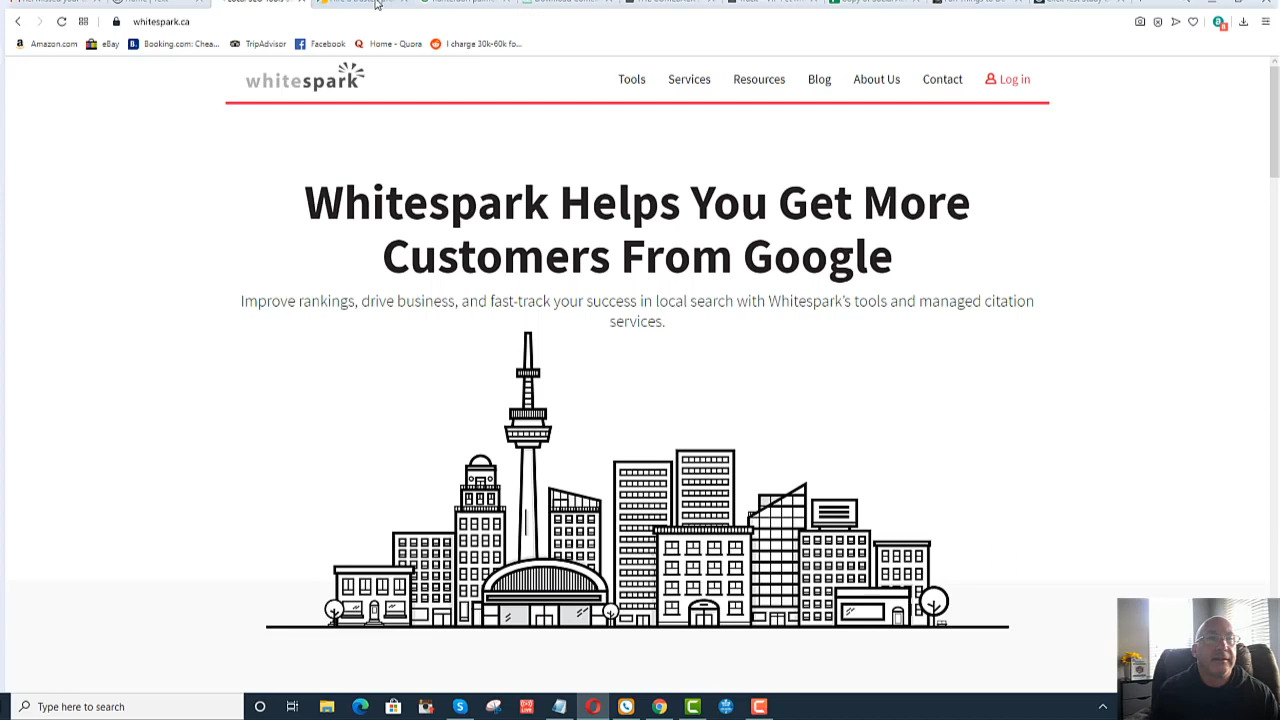 whitespark.ca
Amazon.com eBay Booking.com: Chea... TripAdvisor Facebook Home - Quora I charge 30k-60k fo...
whitespark Tools Services Resources Blog About Us Contact Log in
Whitespark Helps You Get More
Customers From Google
Improve rankings, drive business, and fast-track your success in local search with Whitespark's tools and managed citation
services.
Type here to search